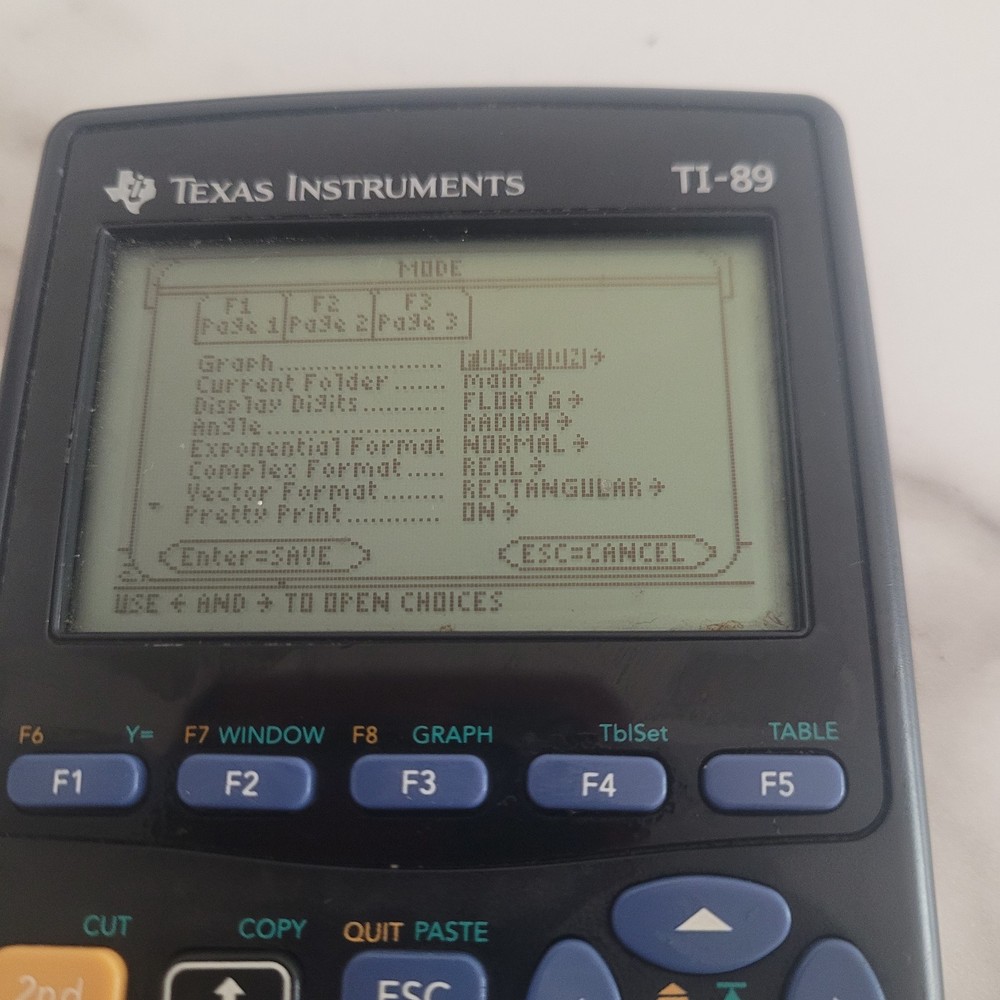 TEXAS INSTRUMENTS TI-89
MODE
F1 F2 F3
Page 1 Page 2 Page 3
Graph.................... FUNCTION→
Current Folder ....... main→
Display Digits.......... FLOAT 6→
Angle..................... RADIAN→
Exponential Format NORMAL→
Complex Format..... REAL→
Vector Format........ RECTANGULAR→
Pretty Print............ ON→
Enter=SAVE ESC=CANCEL
USE ← AND → TO OPEN CHOICES
F6 Y= F7 WINDOW F8 GRAPH TblSet TABLE
F1 F2 F3 F4 F5
CUT COPY QUIT PASTE
2nd ESC